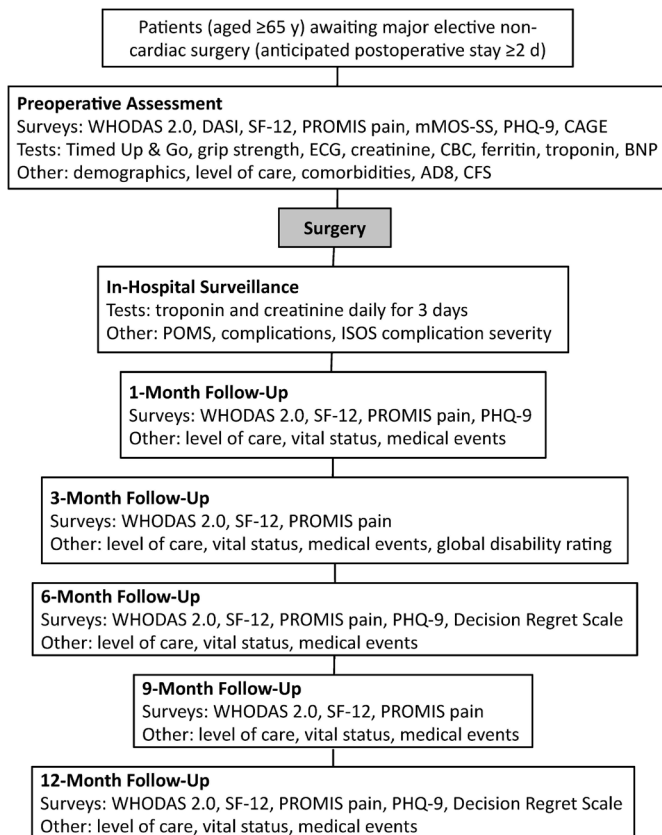 Patients (aged ≥65 y) awaiting major elective non-
cardiac surgery (anticipated postoperative stay ≥2 d)
Preoperative Assessment
Surveys: WHODAS 2.0, DASI, SF-12, PROMIS pain, mMOS-SS, PHQ-9, CAGE
Tests: Timed Up & Go, grip strength, ECG, creatinine, CBC, ferritin, troponin, BNP
Other: demographics, level of care, comorbidities, AD8, CFS
Surgery
In-Hospital Surveillance
Tests: troponin and creatinine daily for 3 days
Other: POMS, complications, ISOS complication severity
1-Month Follow-Up
Surveys: WHODAS 2.0, SF-12, PROMIS pain, PHQ-9
Other: level of care, vital status, medical events
3-Month Follow-Up
Surveys: WHODAS 2.0, SF-12, PROMIS pain
Other: level of care, vital status, medical events, global disability rating
6-Month Follow-Up
Surveys: WHODAS 2.0, SF-12, PROMIS pain, PHQ-9, Decision Regret Scale
Other: level of care, vital status, medical events
9-Month Follow-Up
Surveys: WHODAS 2.0, SF-12, PROMIS pain
Other: level of care, vital status, medical events
12-Month Follow-Up
Surveys: WHODAS 2.0, SF-12, PROMIS pain, PHQ-9, Decision Regret Scale
Other: level of care, vital status, medical events